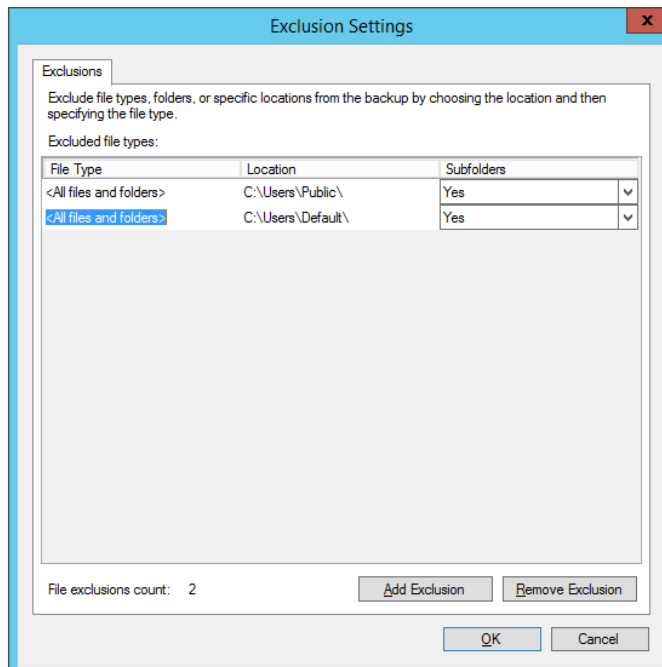 Exclusion Settings
x
Exclusions
Exclude file types, folders, or specific locations from the backup by choosing the location and then
specifying the file type.
Excluded file types:
File Type Location Subfolders
<All files and folders> C:\Users\Public\ Yes
<All files and folders> C:\Users\Default\ Yes
File exclusions count: 2 Add Exclusion Remove Exclusion
OK Cancel